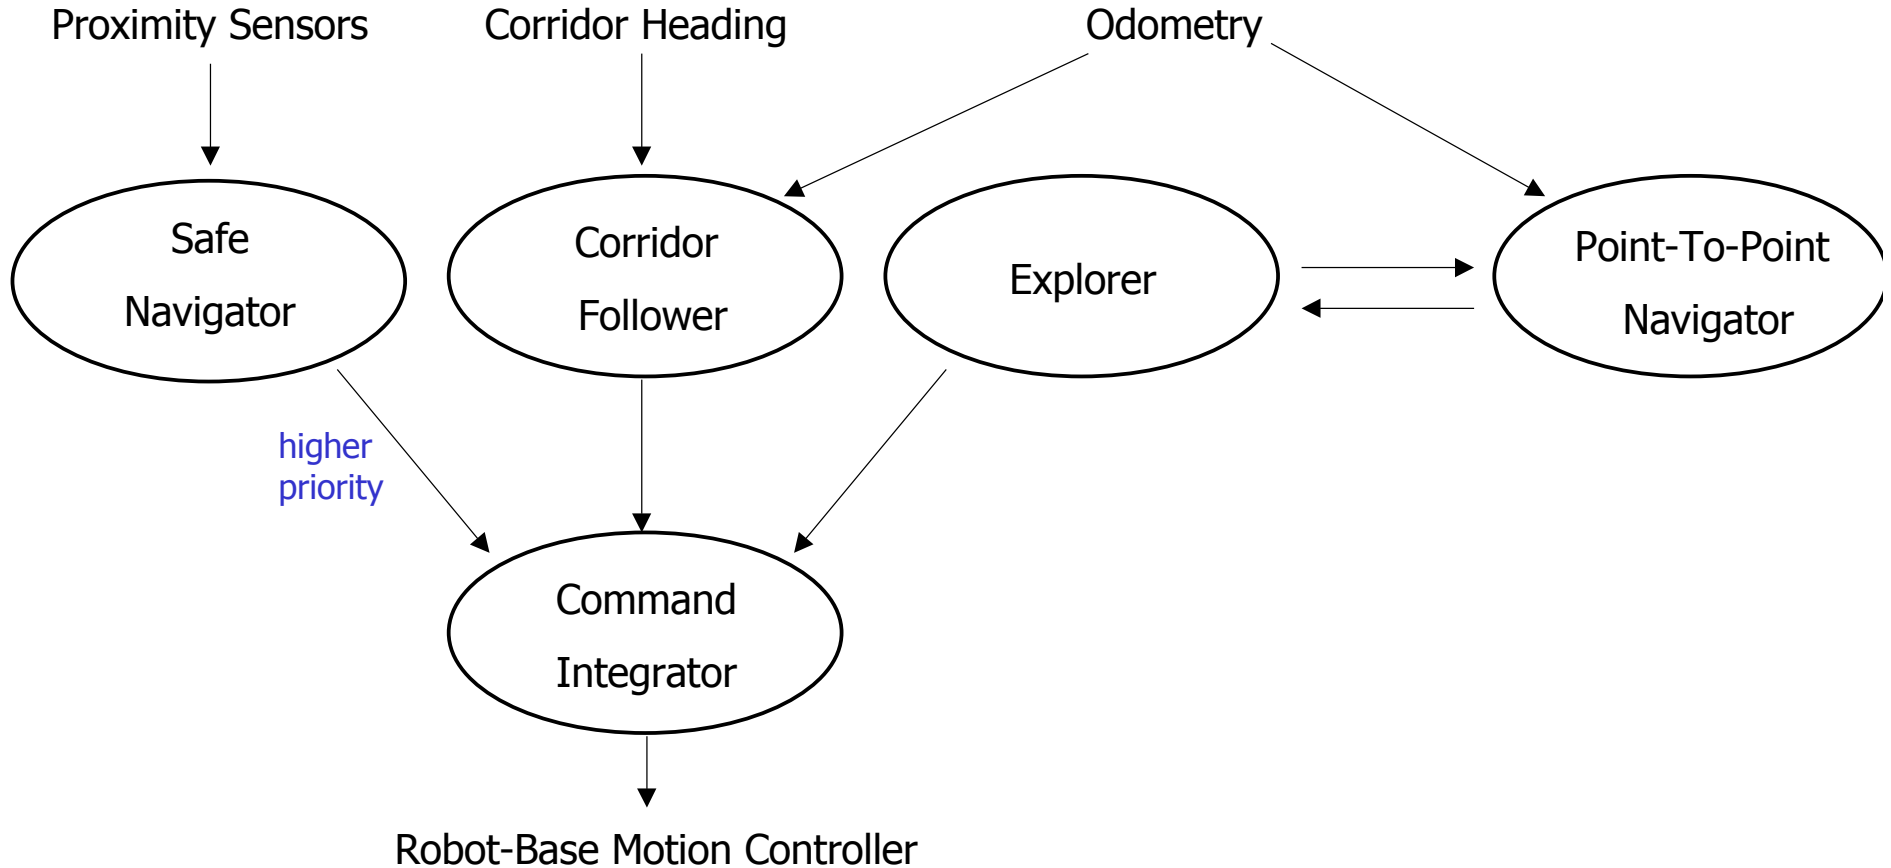 Proximity Sensors
Corridor Heading
Odometry
Safe
Navigator
Corridor
Follower
Explorer
Point-To-Point
Navigator
higher
priority
Command
Integrator
Robot-Base Motion Controller